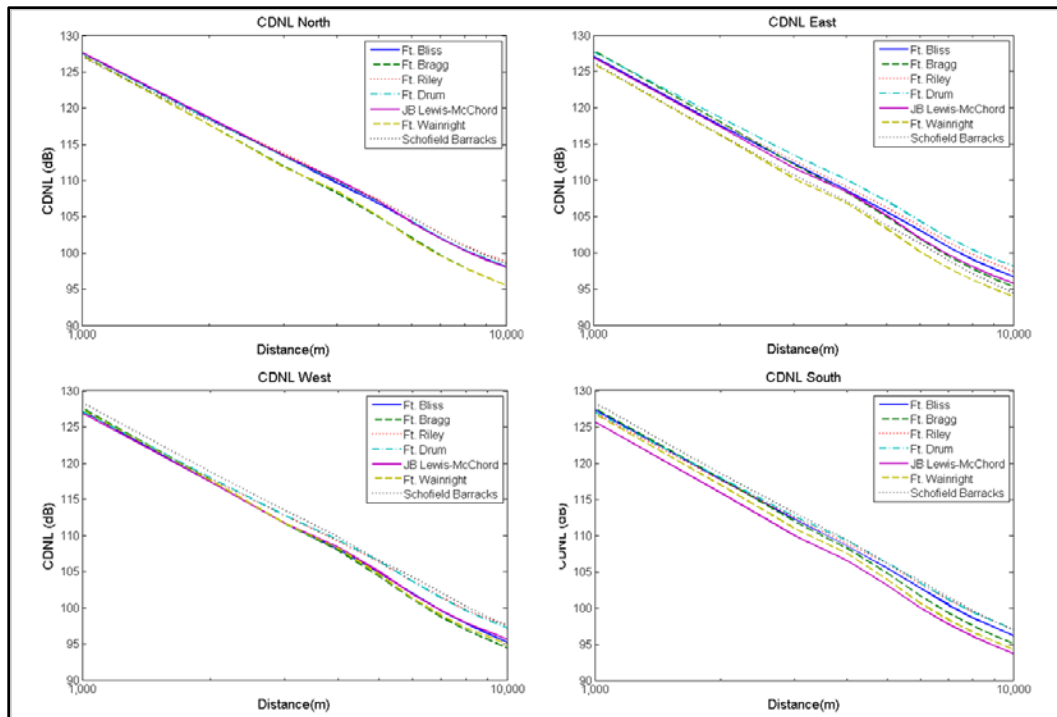 CDNL North
130
125
120
115
110
105
100
95
90
1,000
10,000
CDNL (dB)
Distance(m)
Ft. Bliss
Ft. Bragg
Ft. Riley
Ft. Drum
JB Lewis-McChord
Ft. Wainright
Schofield Barracks
CDNL East
130
125
120
115
110
105
100
95
90
1,000
10,000
CDNL (dB)
Distance(m)
Ft. Bliss
Ft. Bragg
Ft. Riley
Ft. Drum
JB Lewis-McChord
Ft. Wainright
Schofield Barracks
CDNL West
130
125
120
115
110
105
100
95
90
1,000
10,000
CDNL (dB)
Distance(m)
Ft. Bliss
Ft. Bragg
Ft. Riley
Ft. Drum
JB Lewis-McChord
Ft. Wainright
Schofield Barracks
CDNL South
130
125
120
115
110
105
100
95
90
1,000
10,000
CDNL (dB)
Distance(m)
Ft. Bliss
Ft. Bragg
Ft. Riley
Ft. Drum
JB Lewis-McChord
Ft. Wainright
Schofield Barracks